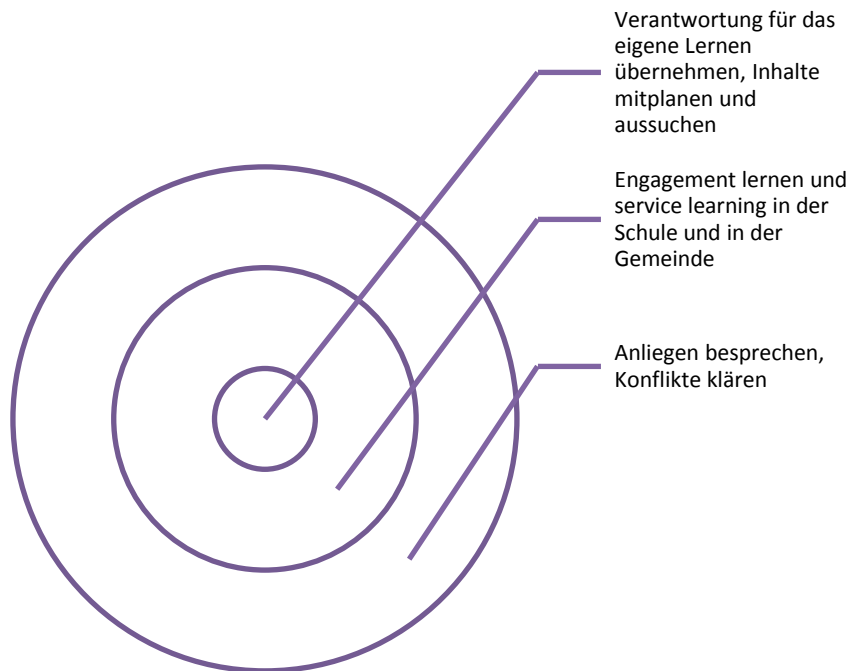 Verantwortung für das
eigene Lernen
übernehmen, Inhalte
mitplanen und
aussuchen
Engagement lernen und
service learning in der
Schule und in der
Gemeinde
Anliegen besprechen,
Konflikte klären